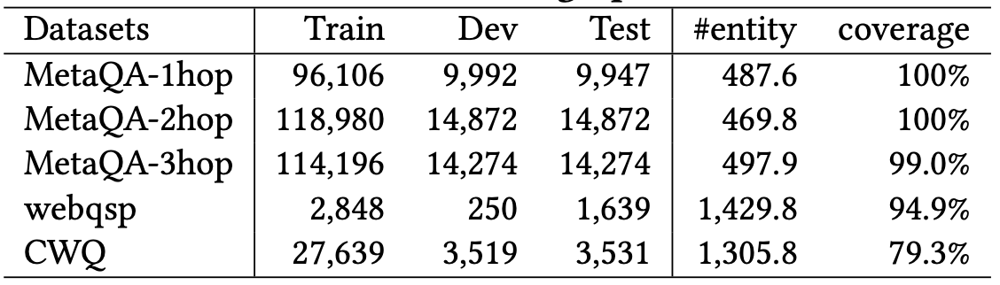 Datasets Train Dev Test #entity coverage
MetaQA-1hop 96,106 9,992 9,947 487.6 100%
MetaQA-2hop 118,980 14,872 14,872 469.8 100%
MetaQA-3hop 114,196 14,274 14,274 497.9 99.0%
webqsp 2,848 250 1,639 1,429.8 94.9%
CWQ 27,639 3,519 3,531 1,305.8 79.3%